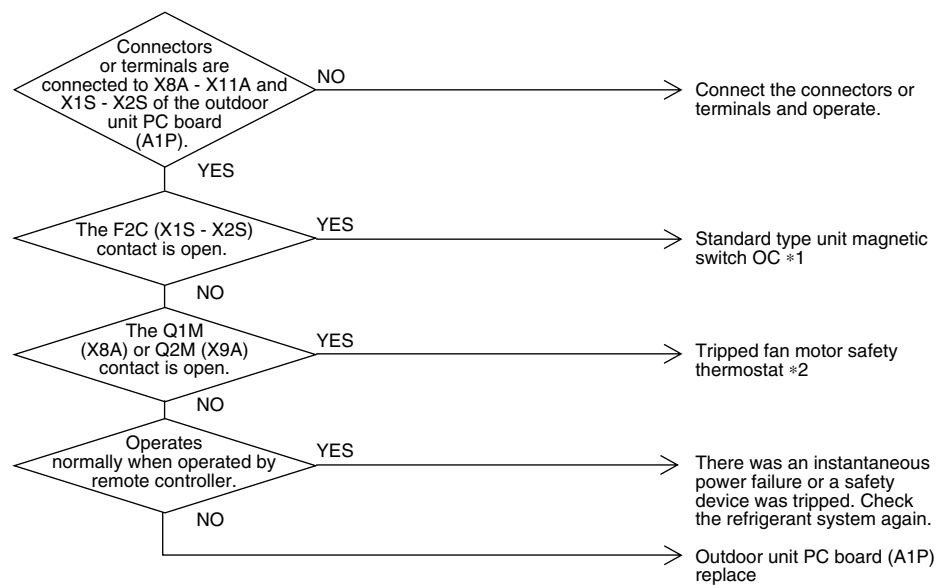 Connectors
or terminals are
connected to X8A - X11A and
X1S - X2S of the outdoor
unit PC board
(A1P).
NO
Connect the connectors or
terminals and operate.
YES
The F2C (X1S - X2S)
contact is open.
YES
Standard type unit magnetic
switch OC *1
NO
The Q1M
(X8A) or Q2M (X9A)
contact is open.
YES
Tripped fan motor safety
thermostat *2
NO
Operates
normally when operated by
remote controller.
YES
There was an instantaneous
power failure or a safety
device was tripped. Check
the refrigerant system again.
NO
Outdoor unit PC board (A1P)
replace